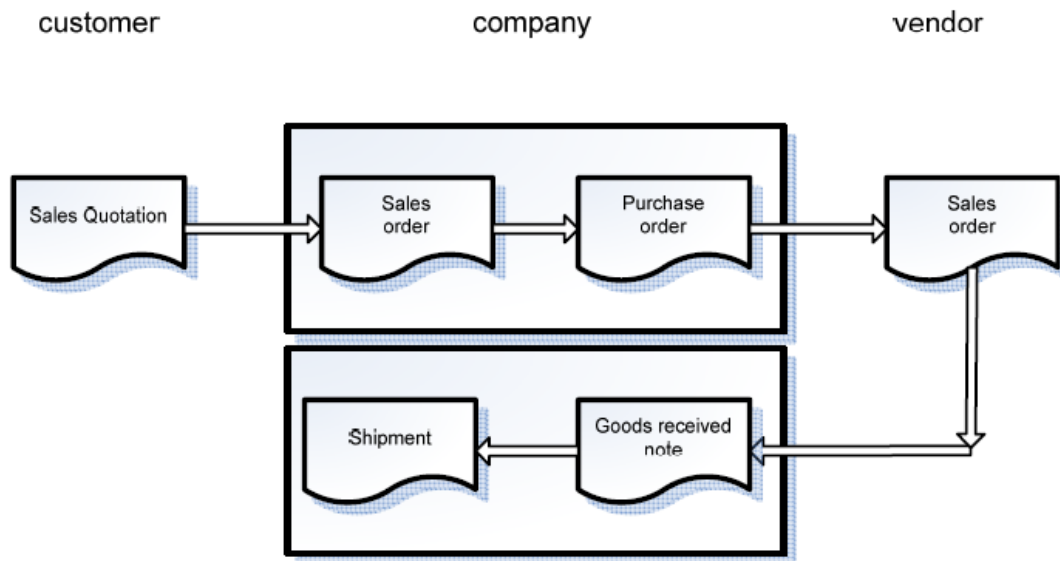 customer
company
vendor
Sales Quotation
Sales
order
Purchase
order
Sales
order
Shipment
Goods received
note